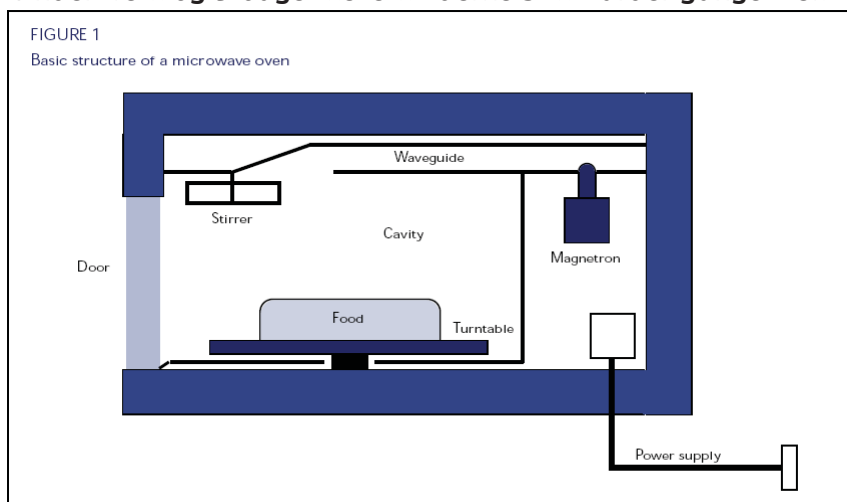 FIGURE 1
Basic structure of a microwave oven
Waveguide
Stirrer
Cavity
Magnetron
Door
Food
Turntable
Power supply